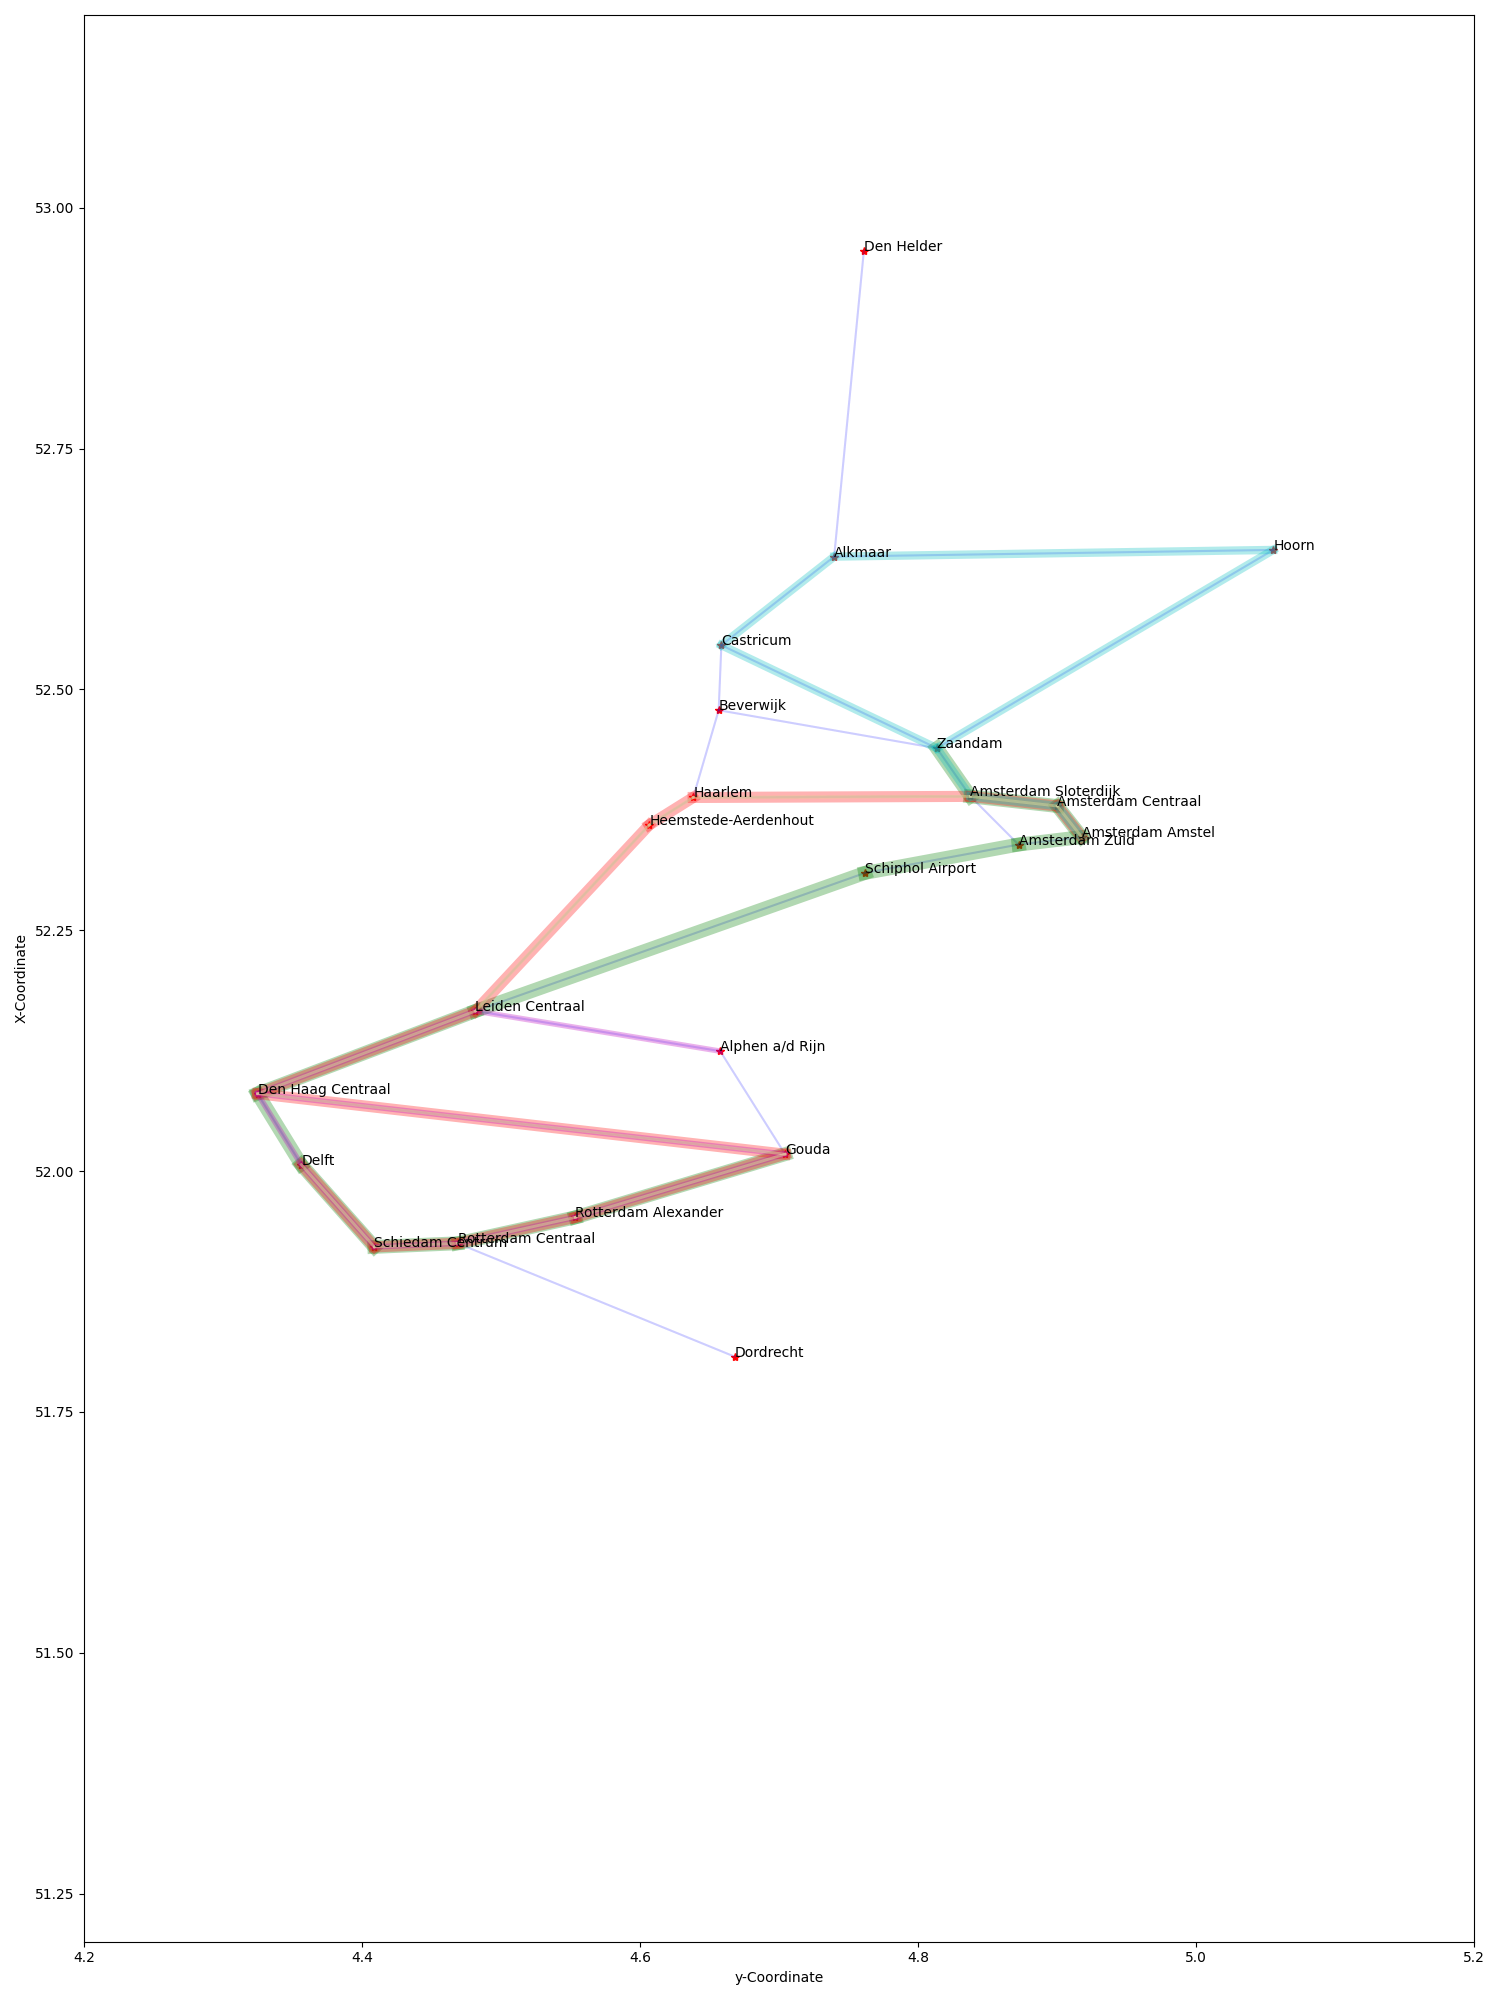 53.00
Den Helder
52.75
Alkmaar
Hoorn
Castricum
52.50
Beverwijk
Zaandam
Haarlem
Amsterdam Sloterdijk
Amsterdam Centraal
Heemstede-Aerdenhout
Amsterdam Amstel
Amsterdam Zuid
Schiphol Airport
52.25
X-Coordinate
Leiden Centraal
Alphen a/d Rijn
Den Haag Centraal
Gouda
Delft
52.00
Rotterdam Alexander
Rotterdam Centraal
Schiedam Centrum
Dordrecht
51.75
51.50
51.25
4.2 4.4 4.6 4.8 5.0 5.2
y-Coordinate